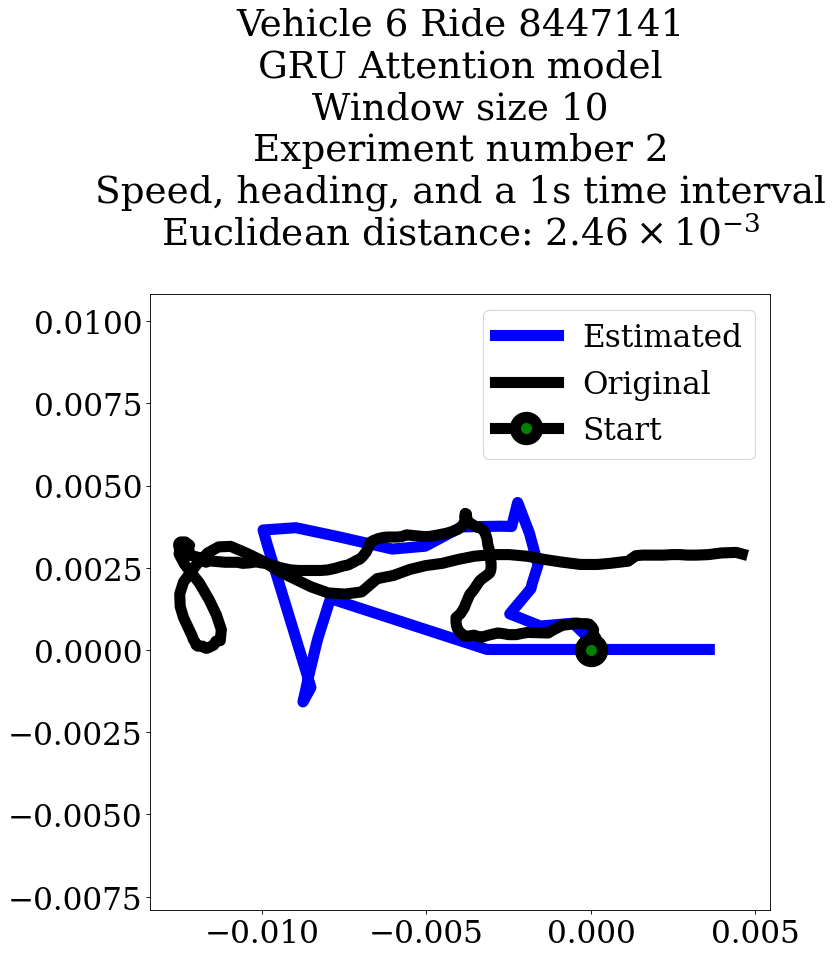 Vehicle 6 Ride 8447141
GRU Attention model
Window size 10
Experiment number 2
Speed, heading, and a 1s time interval
Euclidean distance: 2.46 × 10⁻³
Estimated
Original
Start
0.0100
0.0075
0.0050
0.0025
0.0000
−0.0025
−0.0050
−0.0075
−0.010 −0.005 0.000 0.005